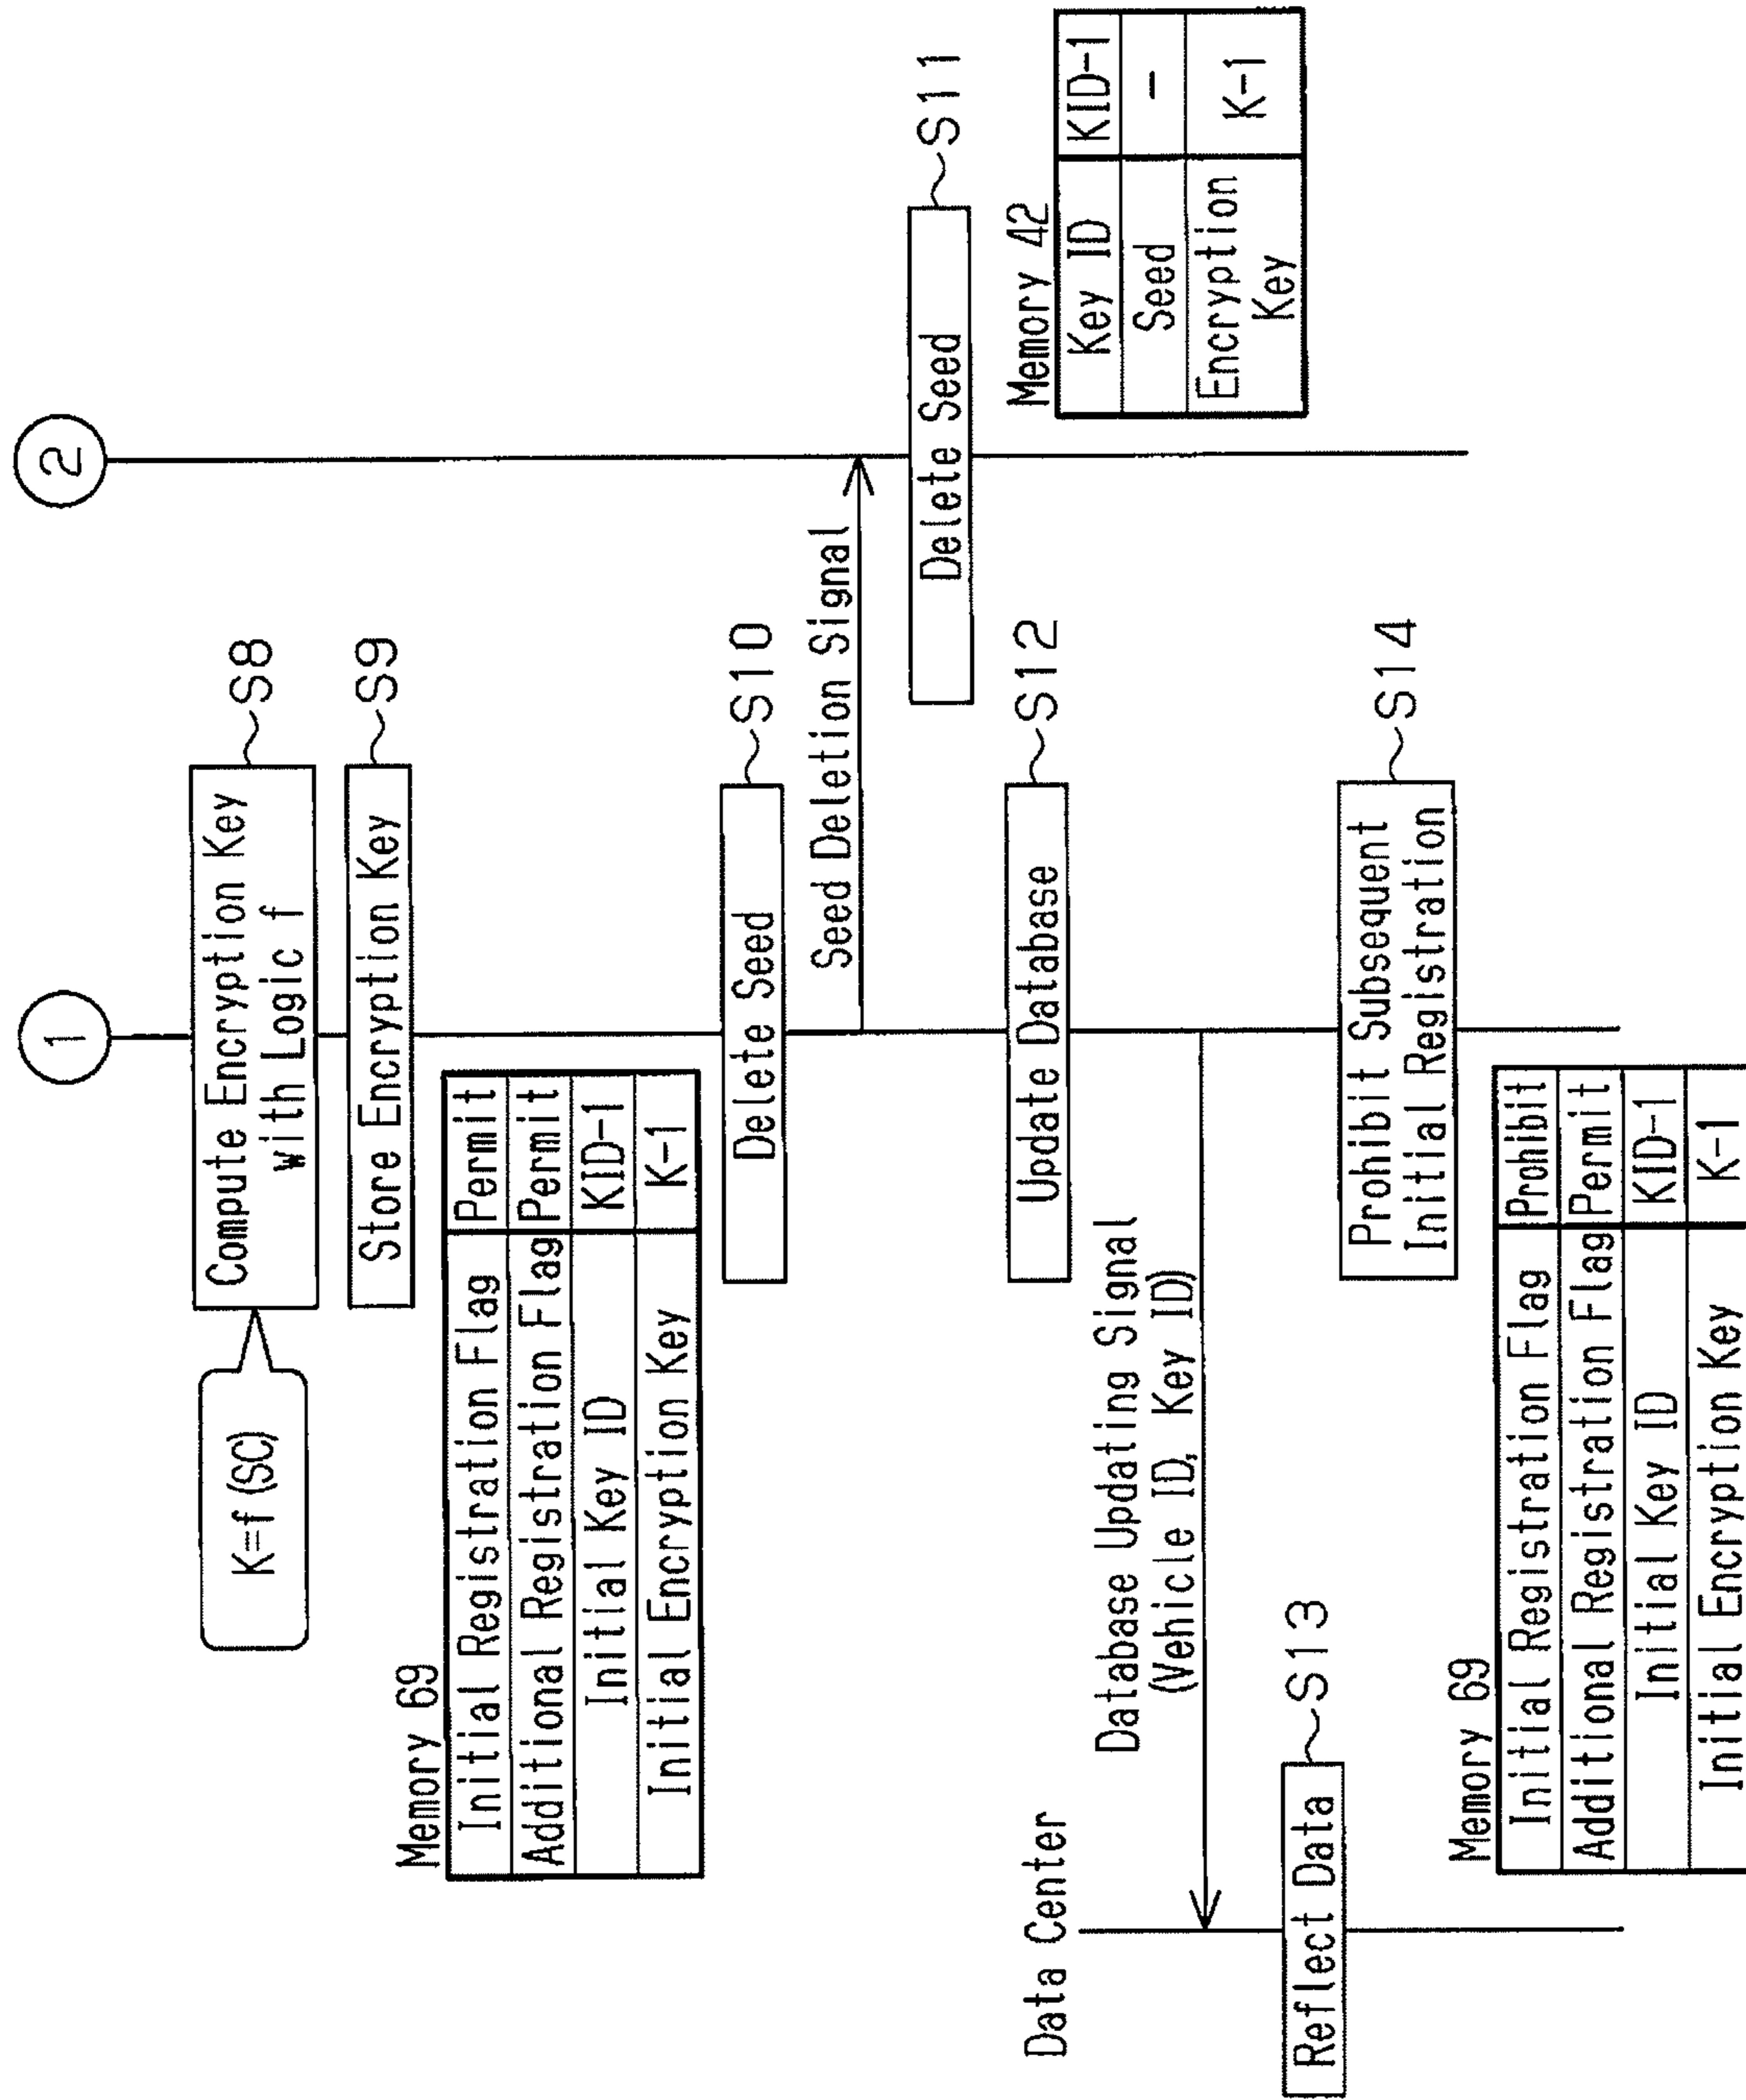 1
2
K=f(SC)
Compute Encryption Key
with Logic f
S8
Store Encryption Key
S9
Memory 69
Initial Registration Flag Permit
Additional Registration Flag Permit
Initial Key ID KID-1
Initial Encryption Key K-1
Delete Seed
S10
Seed Deletion Signal
Delete Seed
S11
Memory 42
Key ID KID-1
Seed -
Encryption
Key K-1
Update Database
S12
Data Center
Database Updating Signal
(Vehicle ID, Key ID)
Reflect Data
S13
Prohibit Subsequent
Initial Registration
S14
Memory 69
Initial Registration Flag Prohibit
Additional Registration Flag Permit
Initial Key ID KID-1
Initial Encryption Key K-1